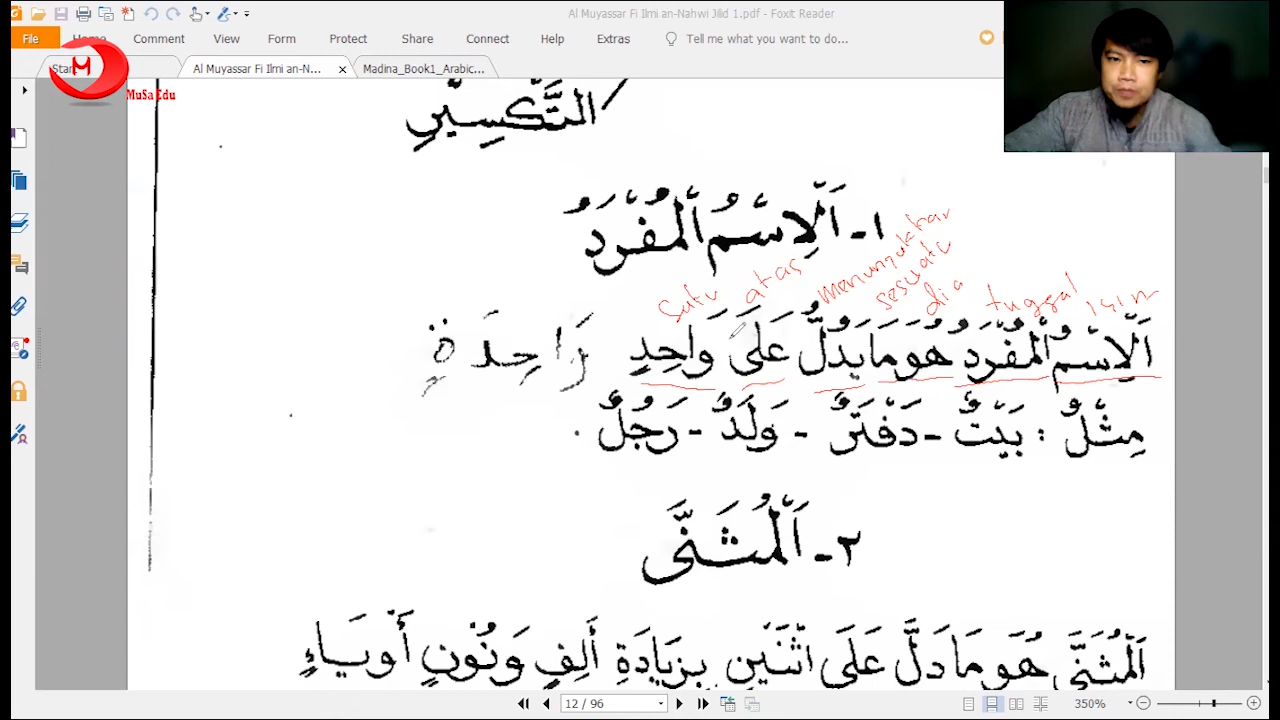 Al Muyassar Fi Ilmi an-Nahwi Jilid 1.pdf - Foxit Reader
File Home Comment View Form Protect Share Connect Help Extras Tell me what you want to do...
Start Al Muyassar Fi Ilmi an-N... Madina_Book1_Arabic...
MuSa Edu
التَّكْسِيْرِ
١- اَلْاِسْمُ الْمُفْرَدُ
isim tunggal dia sesuatu menunjukkan atas satu
اَلْاِسْمُ الْمُفْرَدُ هُوَ مَا يَدُلُّ عَلَى وَاحِدٍ
وَاحِدَةٍ
مِثْلُ : بَيْتٌ - دَفْتَرٌ - وَلَدٌ - رَجُلٌ .
٢- اَلْمُثَنَّى
اَلْمُثَنَّى هُوَ مَا دَلَّ عَلَى اثْنَيْنِ بِزِيَادَةِ أَلِفٍ وَنُوْنٍ أَوْيَاءٍ
12 / 96 350%